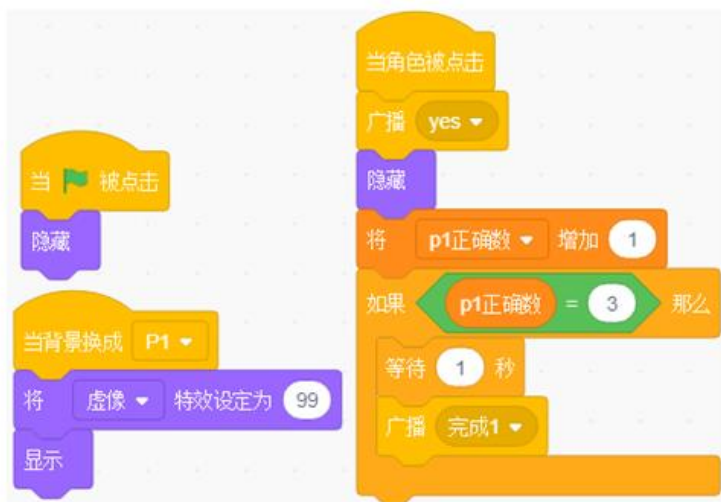 当 被点击
隐藏
当背景换成 P1
将 虚像 特效设定为 99
显示
当角色被点击
广播 yes
隐藏
将 p1正确数 增加 1
如果 p1正确数 = 3 那么
等待 1 秒
广播 完成1